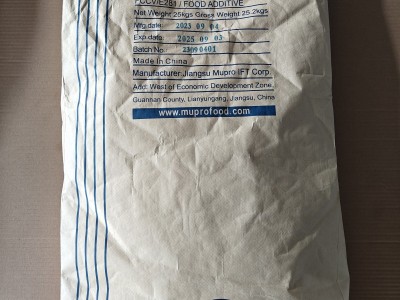 FCCVIE281 / FOOD ADDITIVE
Net Weight 25kgs Gross Weight 25.2kgs
Mfg date: 2023 09 04
Exp date: 2025 09 03
Batch No.: 23090401
Made In China
Manufacturer:Jiangsu Mupro IFT Corp.
Add: West of Economic Development Zone,
Guannan County, Lianyungang, Jiangsu, China
www.muprofood.com